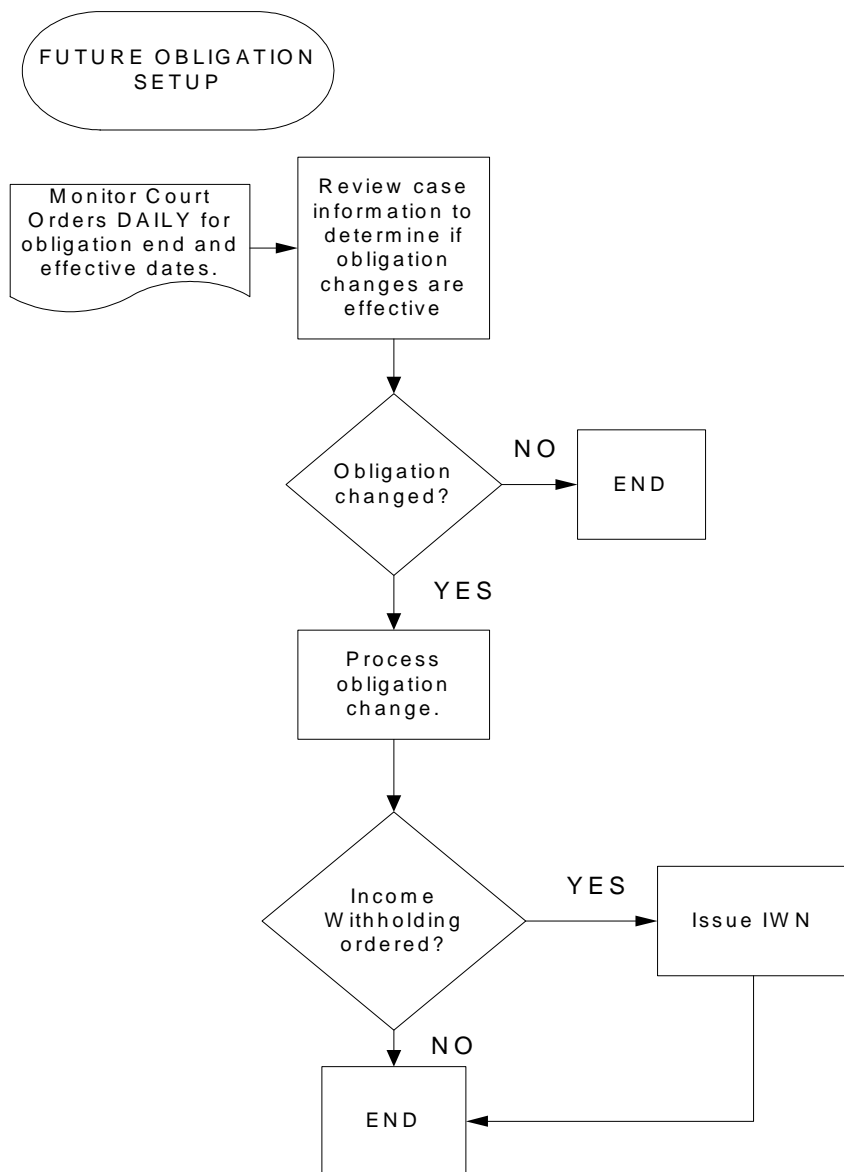 FUTURE OBLIGATION
SETUP
Monitor Court
Orders DAILY for
obligation end and
effective dates.
Review case
information to
determine if
obligation
changes are
effective
Obligation
changed?
NO
END
YES
Process
obligation
change.
Income
Withholding
ordered?
YES
Issue IWN
NO
END